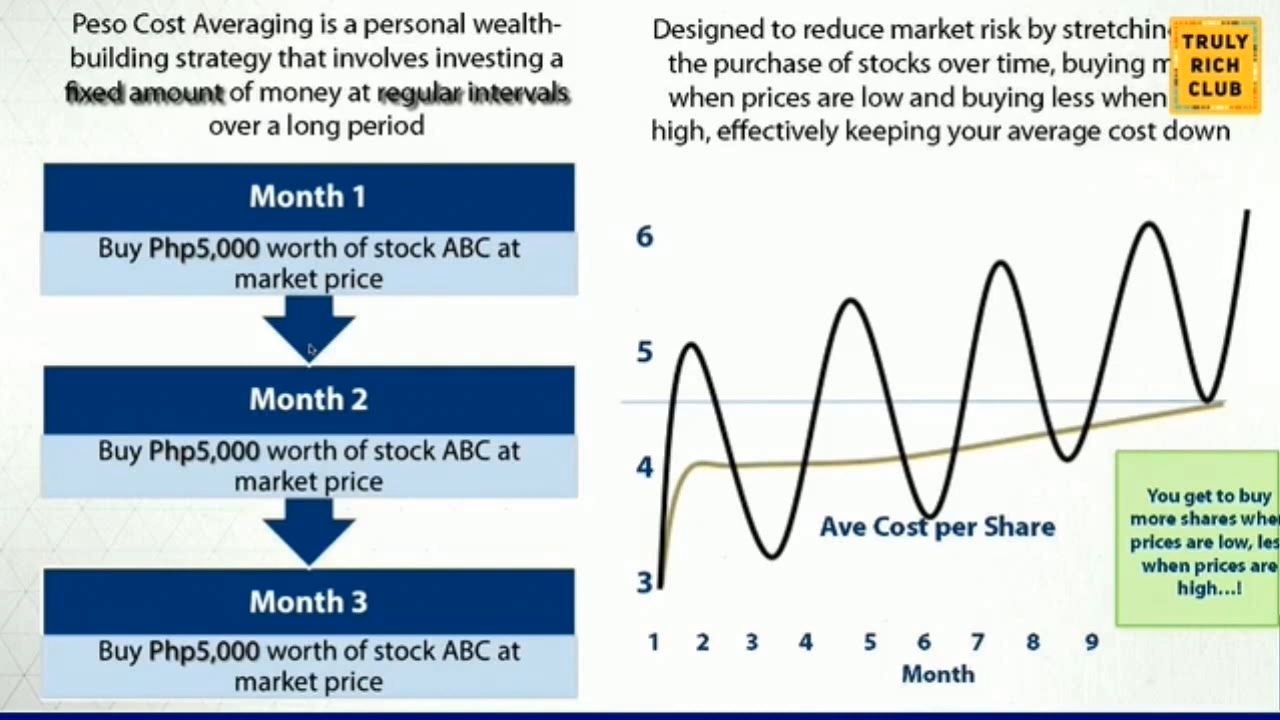 Peso Cost Averaging is a personal wealth-
building strategy that involves investing a
fixed amount of money at regular intervals
over a long period
Month 1
Buy Php5,000 worth of stock ABC at
market price
Month 2
Buy Php5,000 worth of stock ABC at
market price
Month 3
Buy Php5,000 worth of stock ABC at
market price
Designed to reduce market risk by
the purchase of stocks over time, buying
when prices are low and buying less when
high, effectively keeping your average cost down
TRULY
RICH
CLUB
6
5
4
3
Ave Cost per Share
1 2 3 4 5 6 7 8 9
Month
You get to buy
more shares
prices are low,
when prices are
high...!